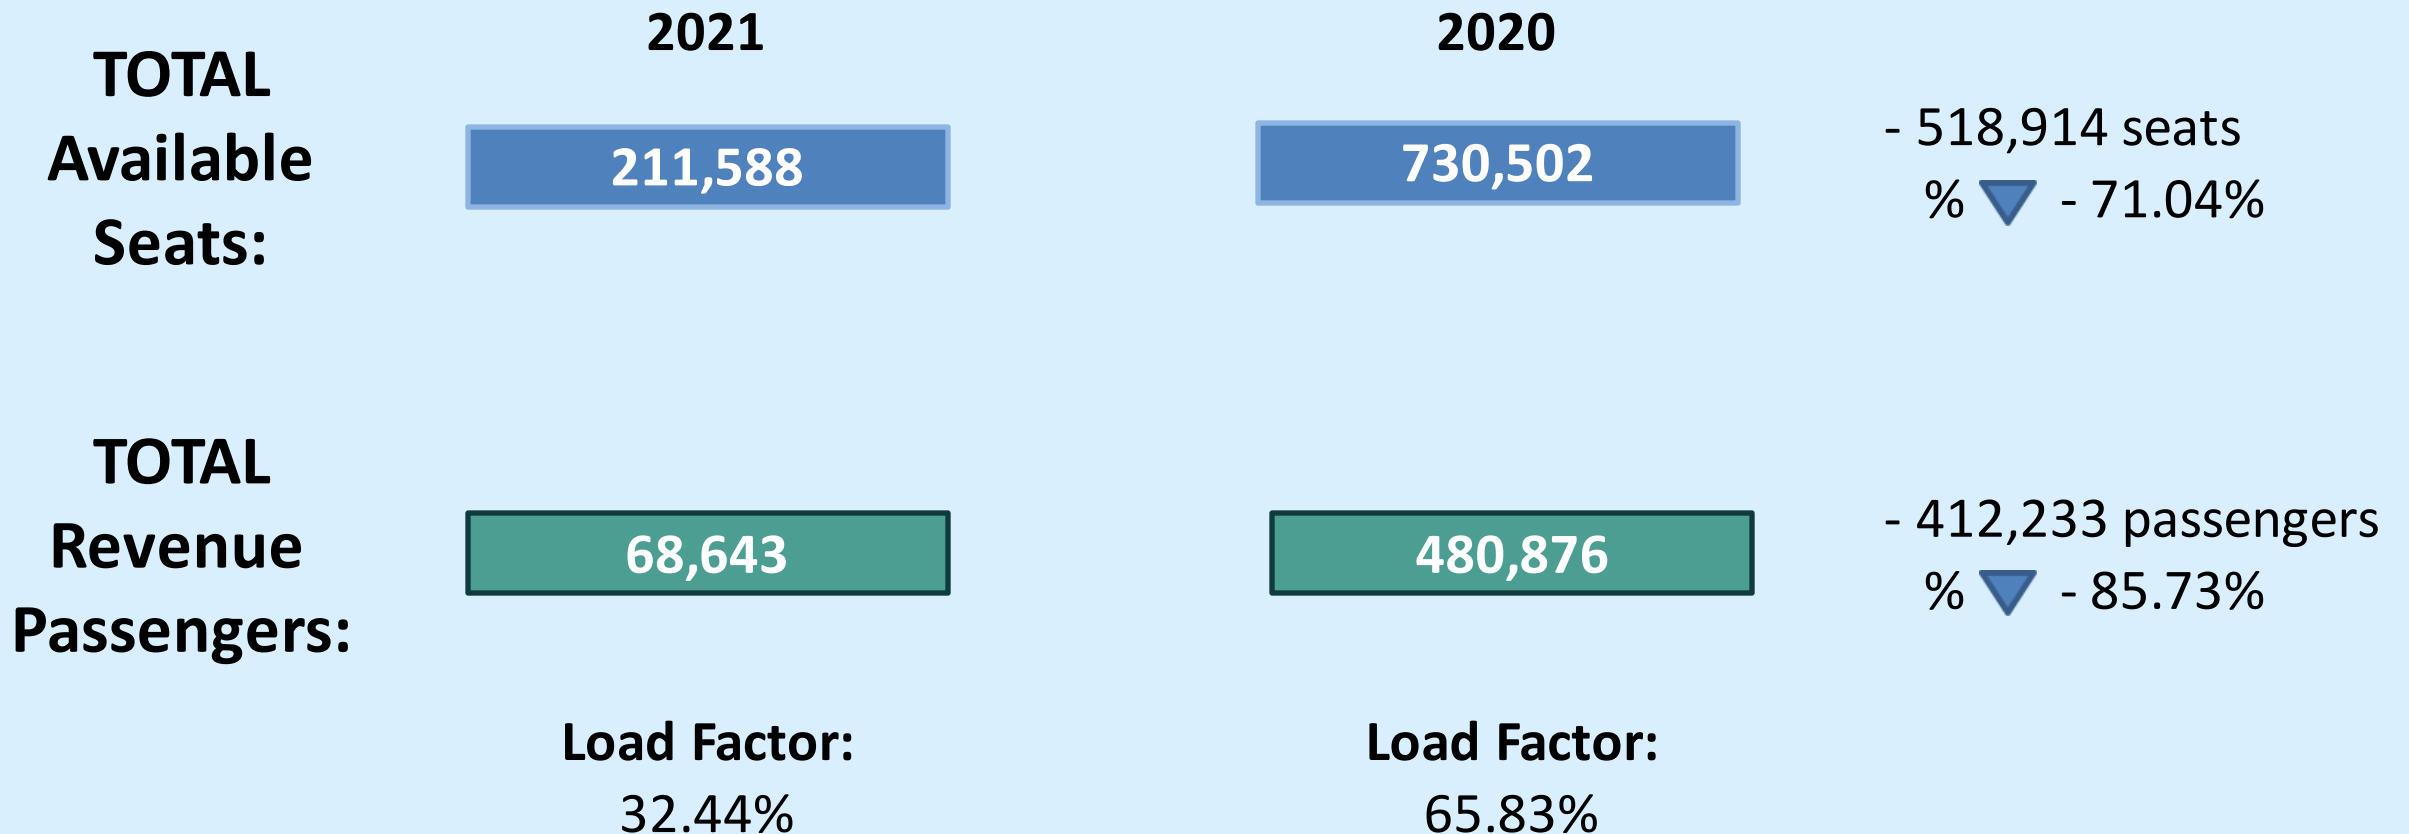 2021
2020
TOTAL
Available
Seats:
211,588
730,502
- 518,914 seats
% - 71.04%
TOTAL
Revenue
Passengers:
68,643
480,876
- 412,233 passengers
% - 85.73%
Load Factor:
32.44%
Load Factor:
65.83%